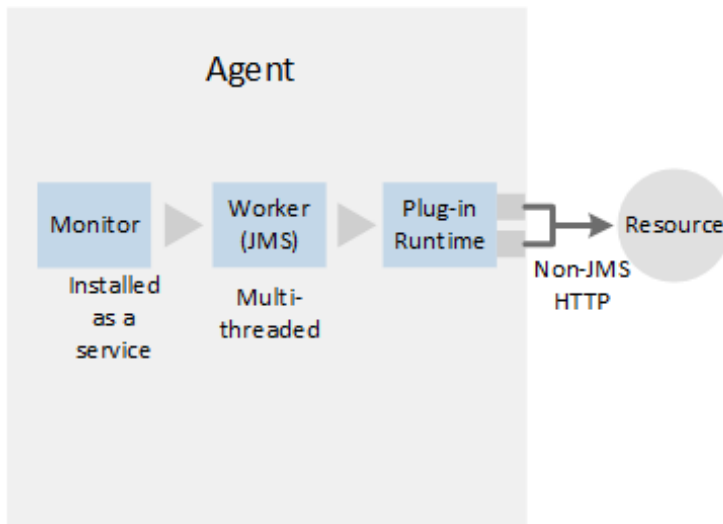 Agent
Monitor
Installed
as a
service
Worker
(JMS)
Multi-
threaded
Plug-in
Runtime
Non-JMS
HTTP
Resource